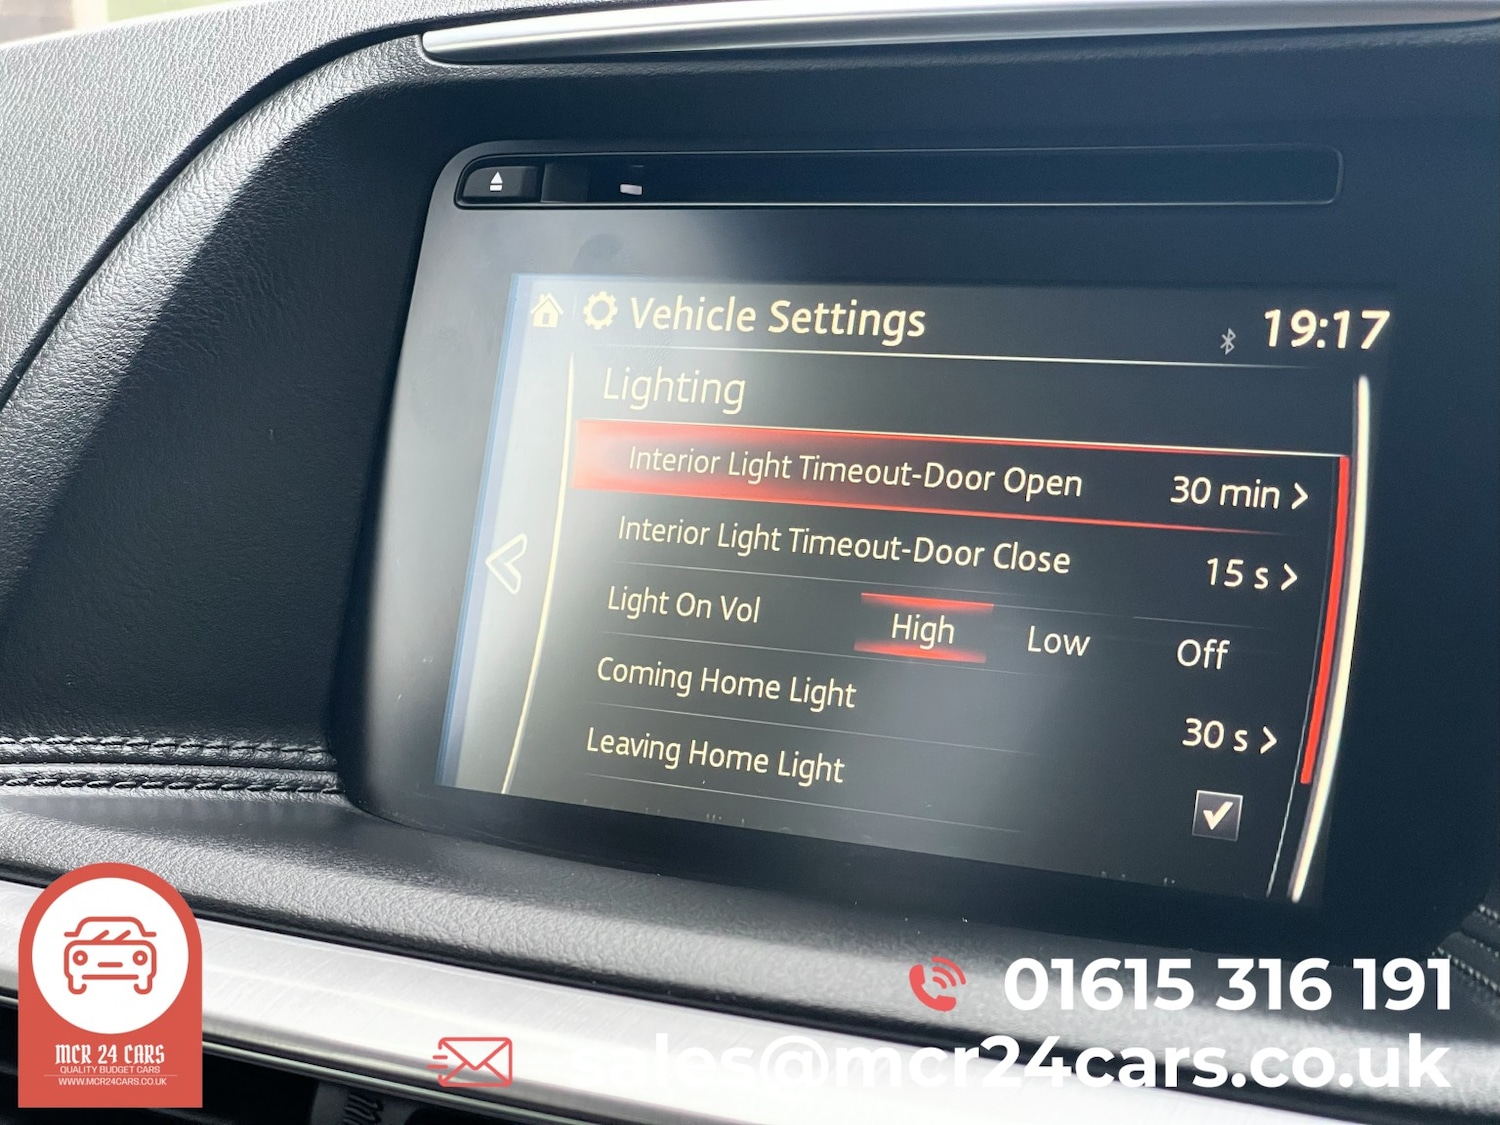 Vehicle Settings 19:17
Lighting
Interior Light Timeout-Door Open 30 min
Interior Light Timeout-Door Close 15 s
Light On Vol High Low Off
Coming Home Light 30 s
Leaving Home Light
01615 316 191
sales@mcr24cars.co.uk
MCR 24 CARS
QUALITY BUDGET CARS
WWW.MCR24CARS.CO.UK